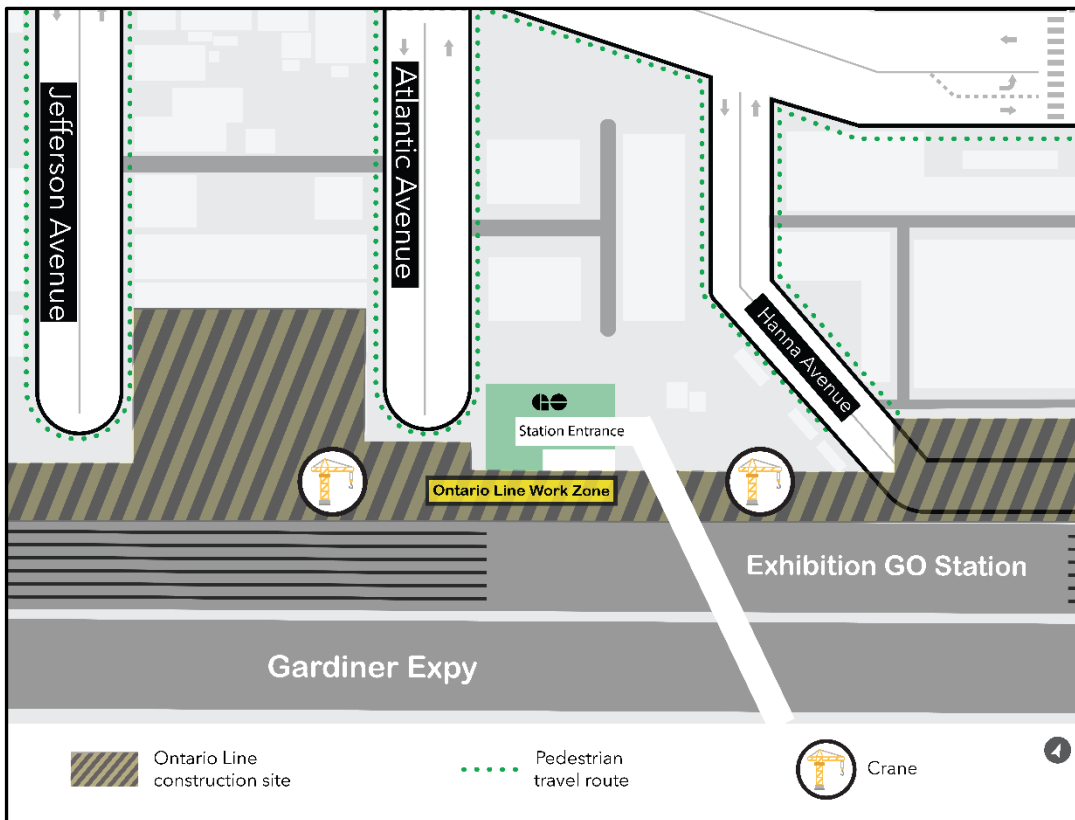 Jefferson Avenue
Atlantic Avenue
Hanna Avenue
GO
Station Entrance
Ontario Line Work Zone
Exhibition GO Station
Gardiner Expy
Ontario Line
construction site
Pedestrian
travel route
Crane